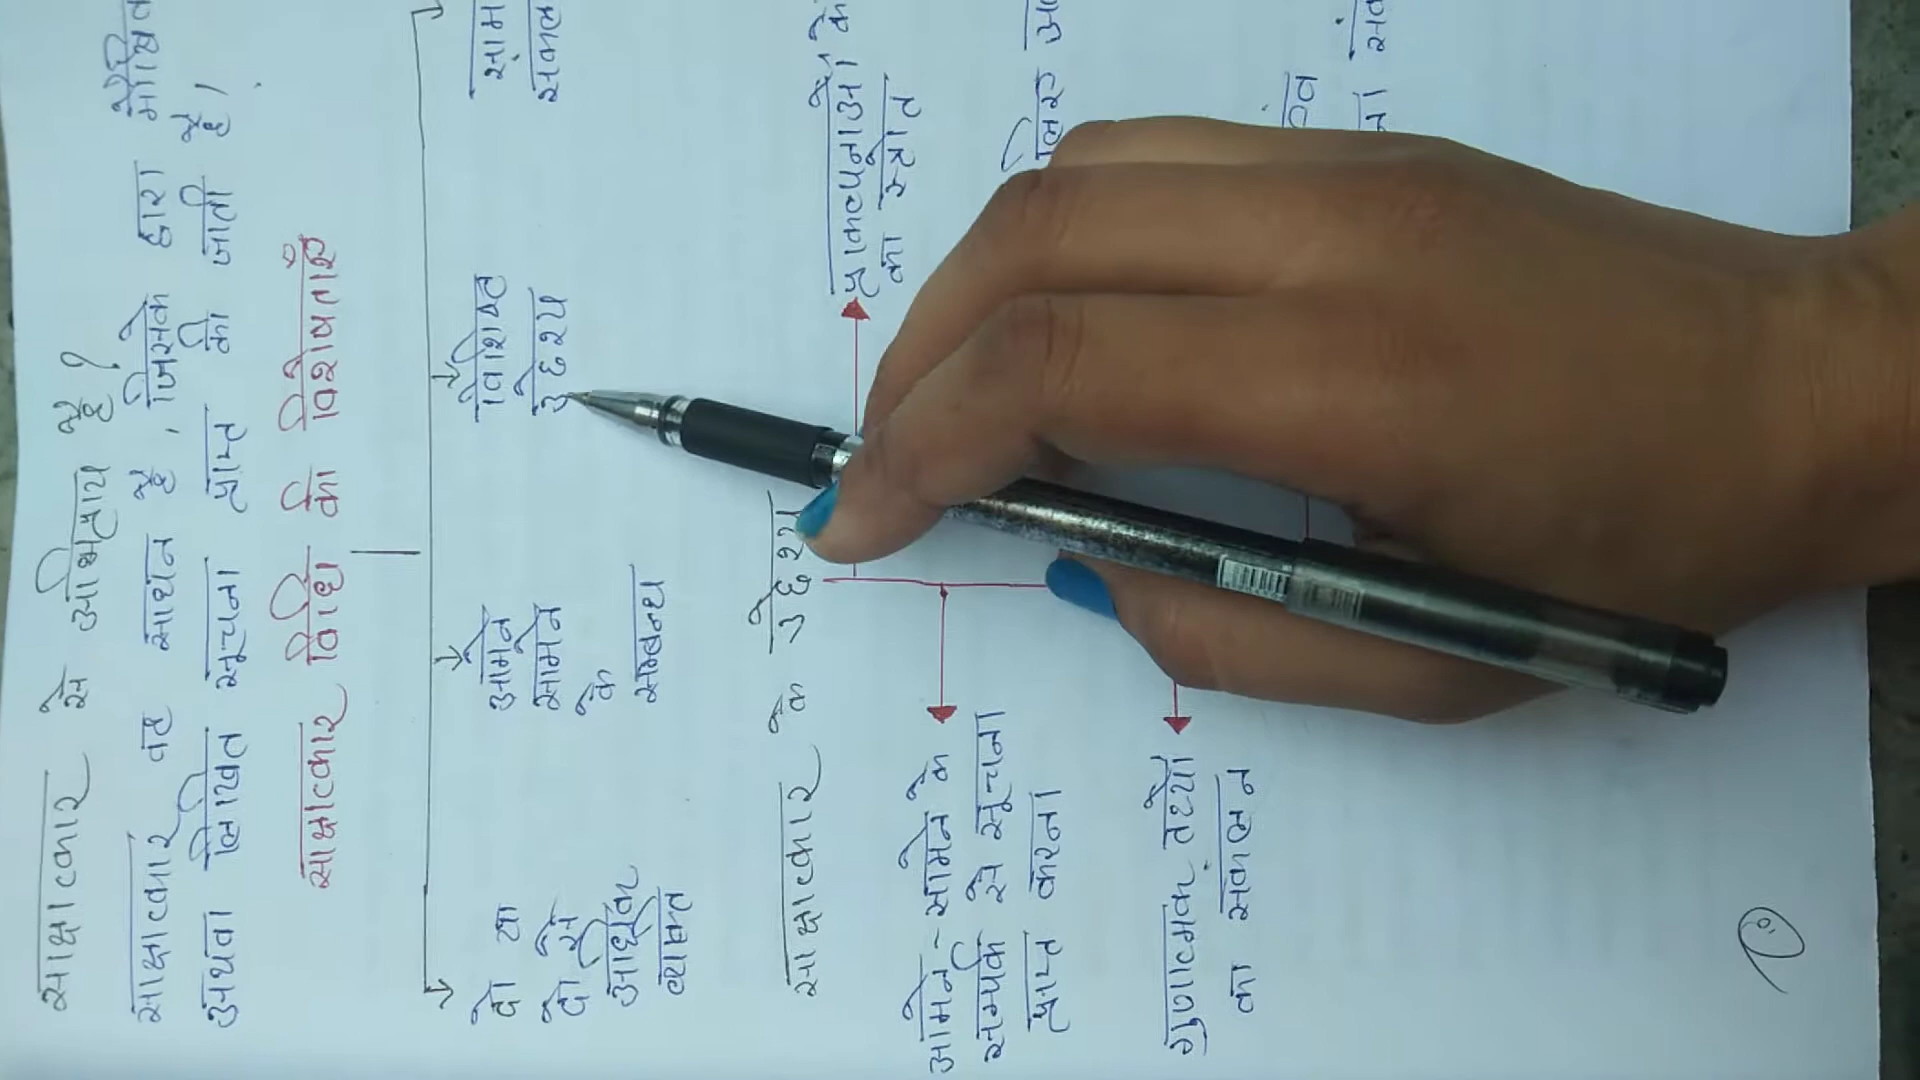 साक्षात्कार से अभिप्राय है ?
साक्षात्कार वह साधन है , जिसके द्वारा मौखिक
अथवा लिखित सूचना प्राप्त की जाती है।
साक्षात्कार विधि की विशेषताएँ
दो या
दो से
अधिक
व्यक्ति
आमने
सामने
के
सम्बन्ध
विशिष्ट
उद्देश्य
साक्षात्कार के उद्देश्य
आमने-सामने के
सम्पर्क से सूचना
प्राप्त करना
प्राक्कल्पनाओं के
का स्त्रोत
गुणात्मक तथ्यों
का संकलन